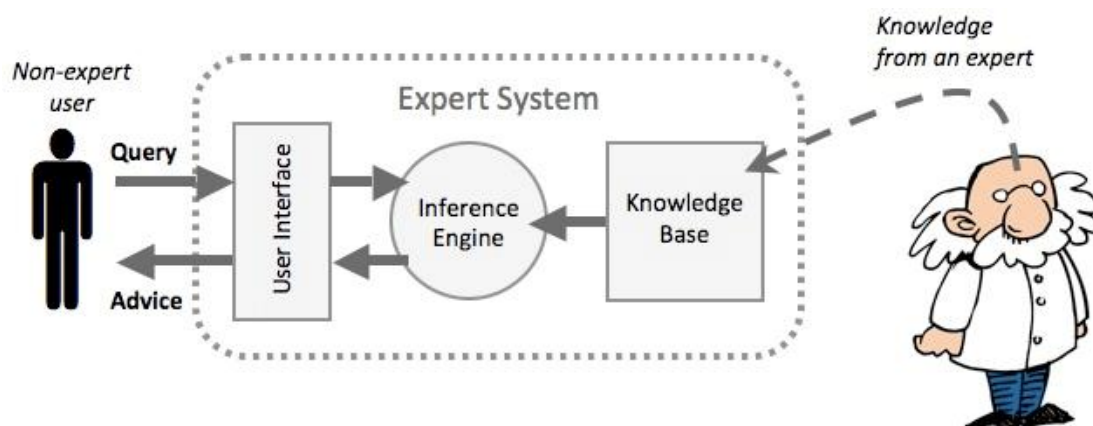 Knowledge
from an expert
Non-expert
user
Expert System
Query
User Interface
Inference
Engine
Knowledge
Base
Advice